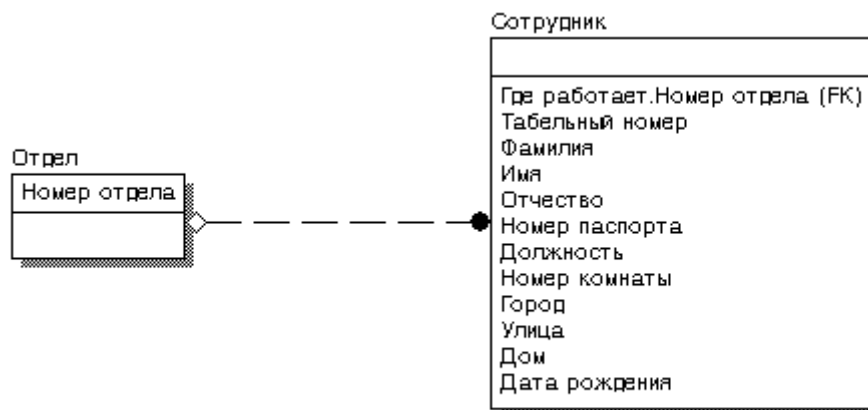 Сотрудник
Где работает.Номер отдела (FK)
Табельный номер
Фамилия
Имя
Отчество
Номер паспорта
Должность
Номер комнаты
Город
Улица
Дом
Дата рождения
Отдел
Номер отдела